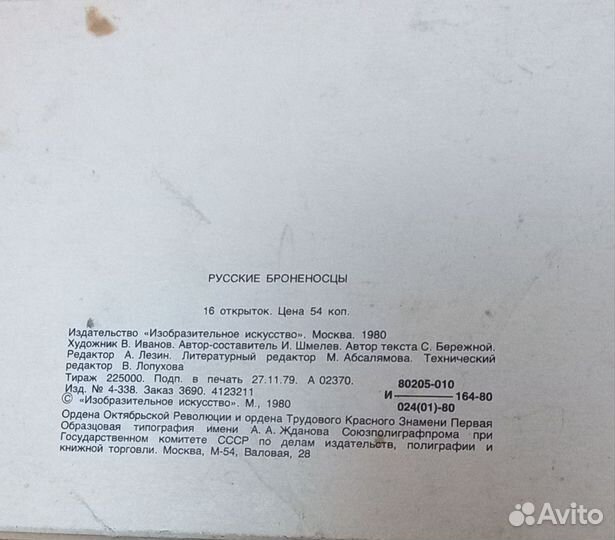 РУССКИЕ БРОНЕНОСЦЫ
16 открыток. Цена 54 коп.
Издательство «Изобразительное искусство». Москва. 1980
Художник В. Иванов. Автор-составитель И. Шмелев. Автор текста С. Бережной.
Редактор А. Лезин. Литературный редактор М. Абсалямова. Технический
редактор В. Лопухова
Тираж 225000. Подп. в печать 27.11.79. А 02370.
Изд. № 4-338. Заказ 3690. 4123211
© «Изобразительное искусство». М., 1980
80205-010
И 164-80
024(01)-80
Ордена Октябрьской Революции и ордена Трудового Красного Знамени Первая
Образцовая типография имени А. А. Жданова Союзполиграфпрома при
Государственном комитете СССР по делам издательств, полиграфии и
книжной торговли. Москва, М-54, Валовая, 28
Avito